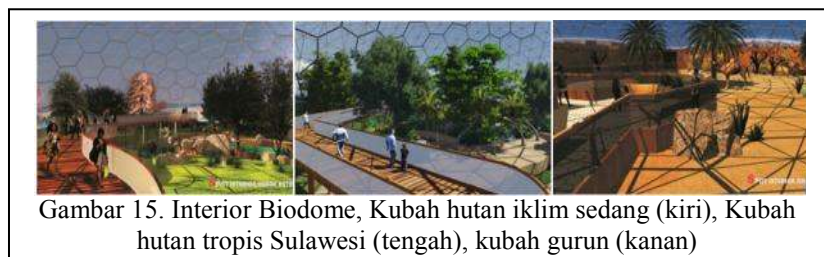 Gambar 15. Interior Biodome, Kubah hutan iklim sedang (kiri), Kubah
hutan tropis Sulawesi (tengah), kubah gurun (kanan)